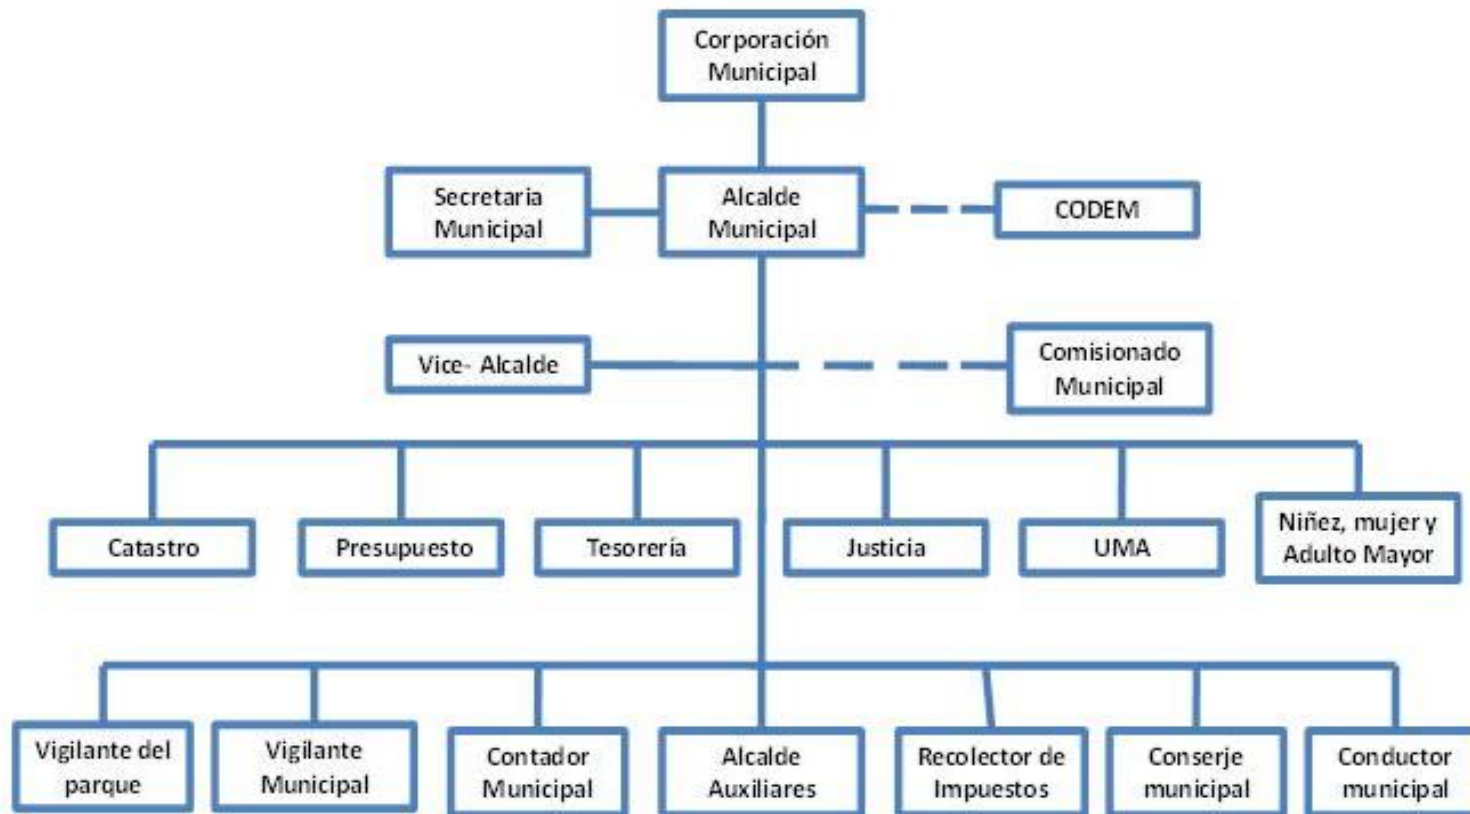 Corporación
Municipal
Secretaria
Municipal
Alcalde
Municipal
CODEM
Vice- Alcalde
Comisionado
Municipal
Catastro
Presupuesto
Tesorería
Justicia
UMA
Niñez, mujer y
Adulto Mayor
Vigilante del
parque
Vigilante
Municipal
Contador
Municipal
Alcalde
Auxiliares
Recolector de
Impuestos
Conserje
municipal
Conductor
municipal